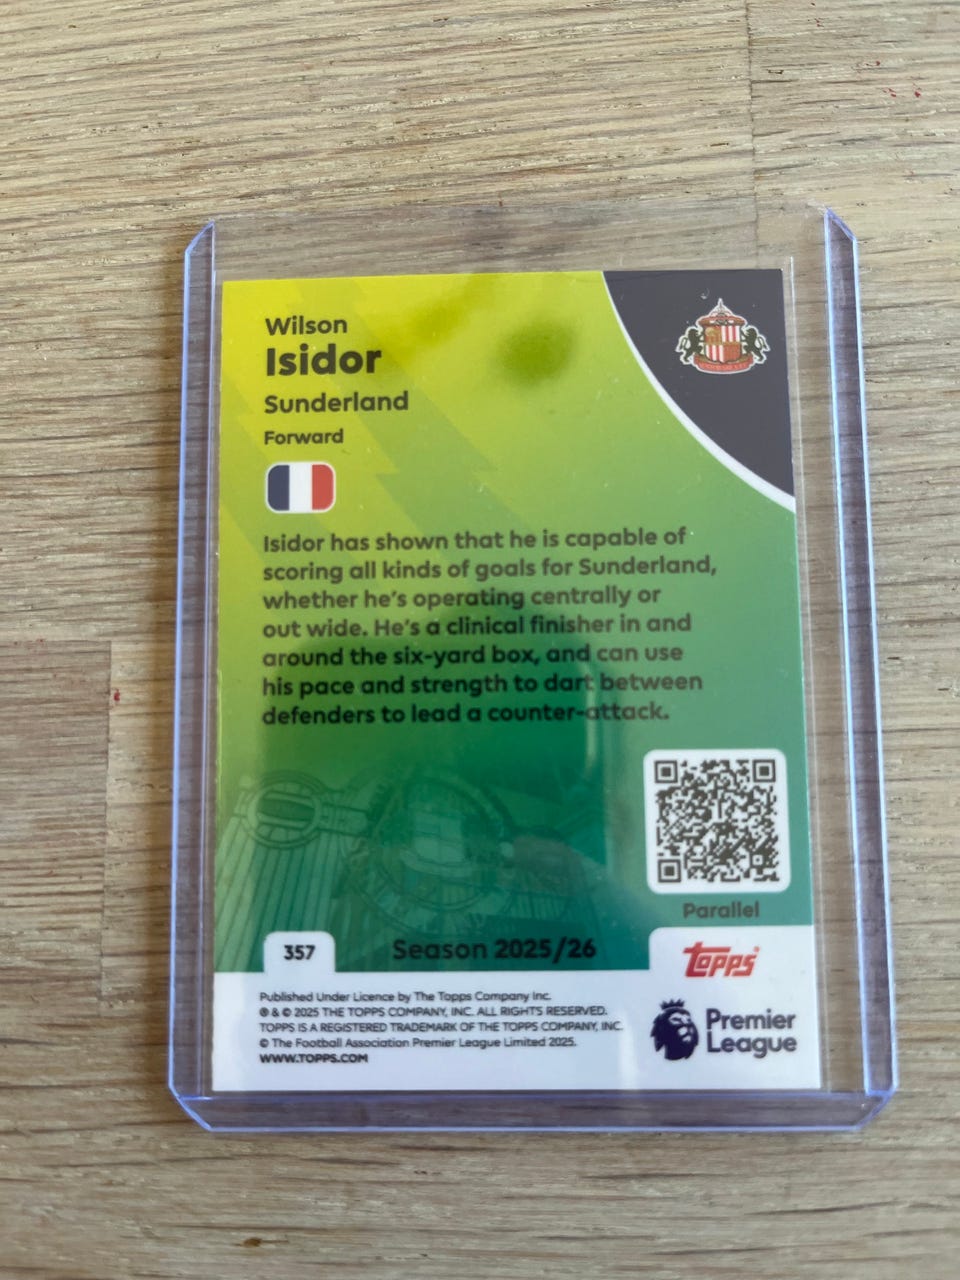 Wilson
Isidor
Sunderland
Forward
Isidor has shown that he is capable of
scoring all kinds of goals for Sunderland,
whether he's operating centrally or
out wide. He's a clinical finisher in and
around the six-yard box, and can use
his pace and strength to dart between
defenders to lead a counter-attack.
Parallel
357
Season 2025/26
Topps
Published Under Licence by The Topps Company Inc.
® & © 2025 THE TOPPS COMPANY, INC. ALL RIGHTS RESERVED.
TOPPS IS A REGISTERED TRADEMARK OF THE TOPPS COMPANY, INC.
© The Football Association Premier League Limited 2025.
WWW.TOPPS.COM
Premier
League